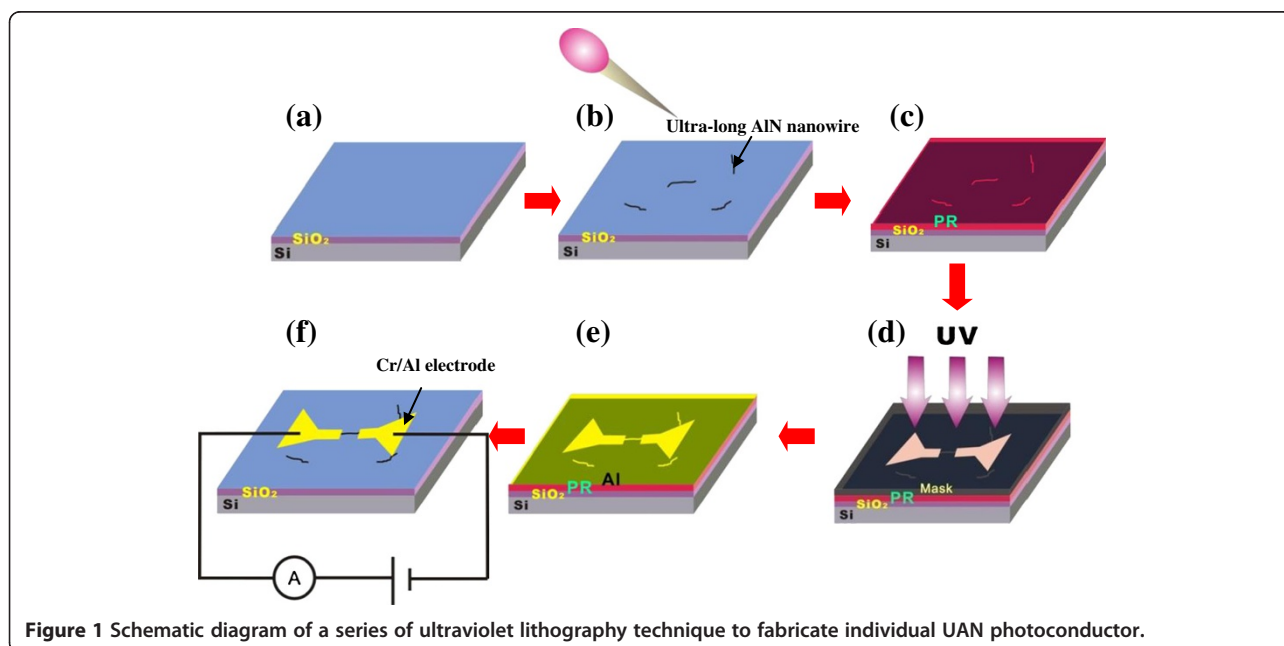 (a)
(b)
(c)
Ultra-long AlN nanowire
SiO₂
Si
PR
SiO₂
Si
(f)
(e)
(d)
UV
Cr/Al electrode
SiO₂
Si
Al
PR
SiO₂
Si
Mask
PR
SiO₂
Si
A
Figure 1 Schematic diagram of a series of ultraviolet lithography technique to fabricate individual UAN photoconductor.